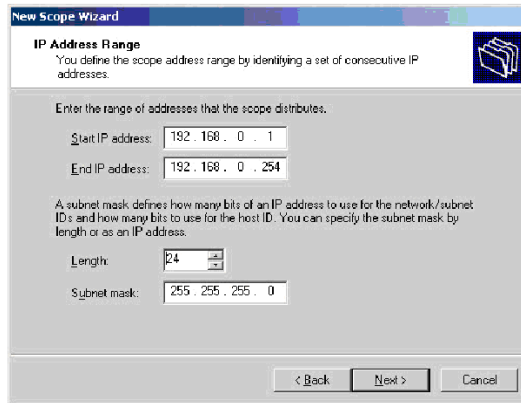 New Scope Wizard
IP Address Range
You define the scope address range by identifying a set of consecutive IP
addresses.
Enter the range of addresses that the scope distributes.
Start IP address: 192 . 168 . 0 . 1
End IP address: 192 . 168 . 0 . 254
A subnet mask defines how many bits of an IP address to use for the network/subnet
IDs and how many bits to use for the host ID. You can specify the subnet mask by
length or as an IP address.
Length: 24
Subnet mask: 255 . 255 . 255 . 0
< Back Next > Cancel